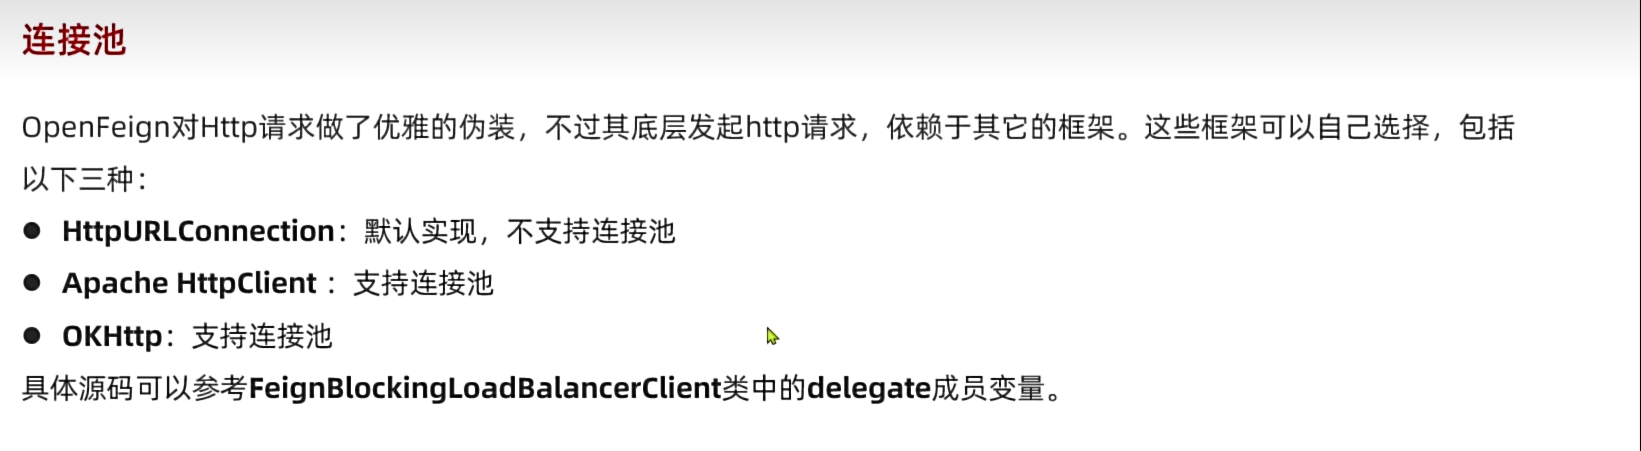 连接池
OpenFeign对Http请求做了优雅的伪装，不过其底层发起http请求，依赖于其它的框架。这些框架可以自己选择，包括
以下三种：
● HttpURLConnection：默认实现，不支持连接池
● Apache HttpClient ：支持连接池
● OKHttp：支持连接池
具体源码可以参考FeignBlockingLoadBalancerClient类中的delegate成员变量。